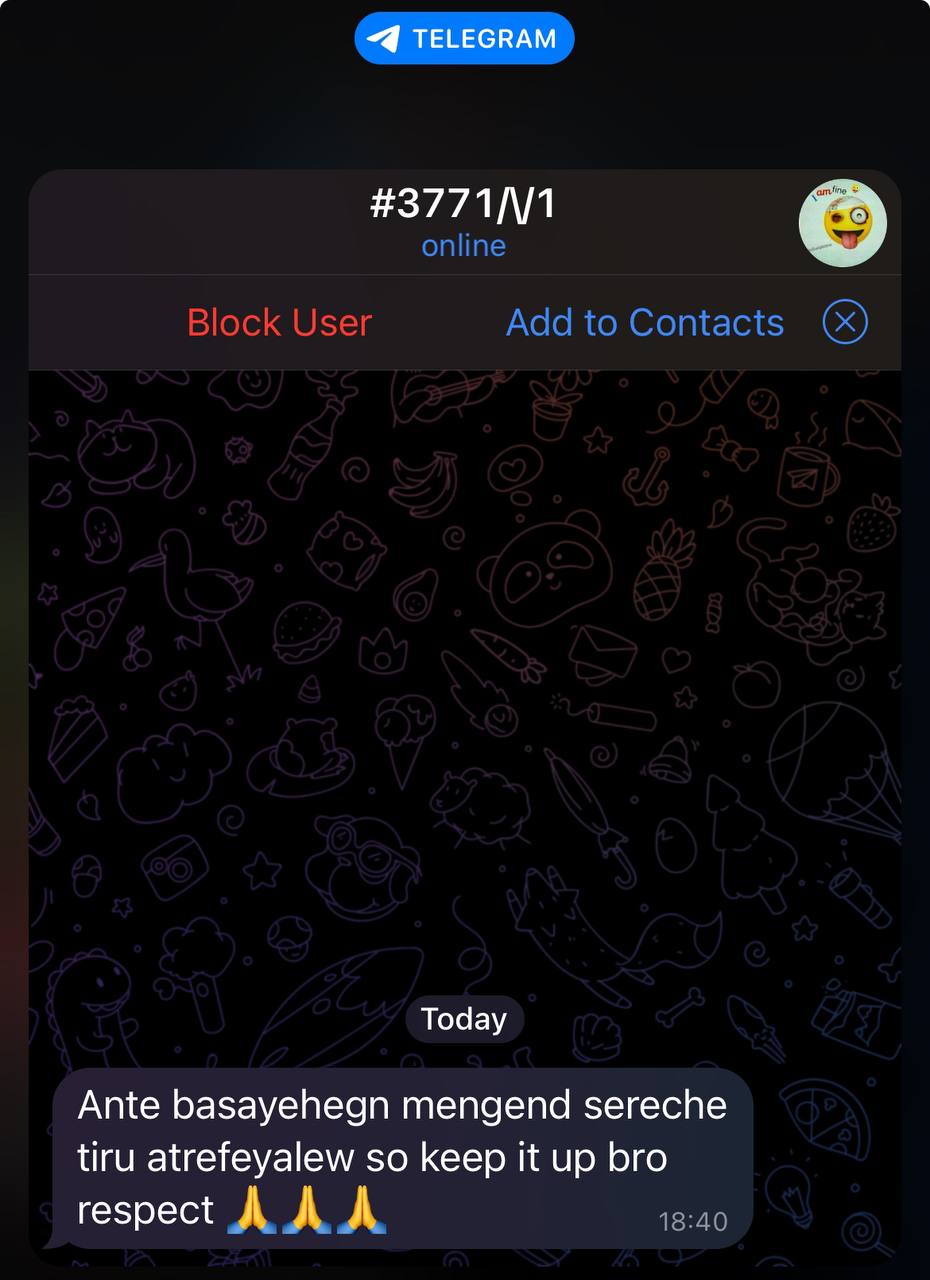 TELEGRAM
#3771/\/1
online
I am fine
Block User
Add to Contacts
Today
Ante basayehegn mengend sereche
tiru atrefeyalew so keep it up bro
respect 🙏🙏🙏
18:40